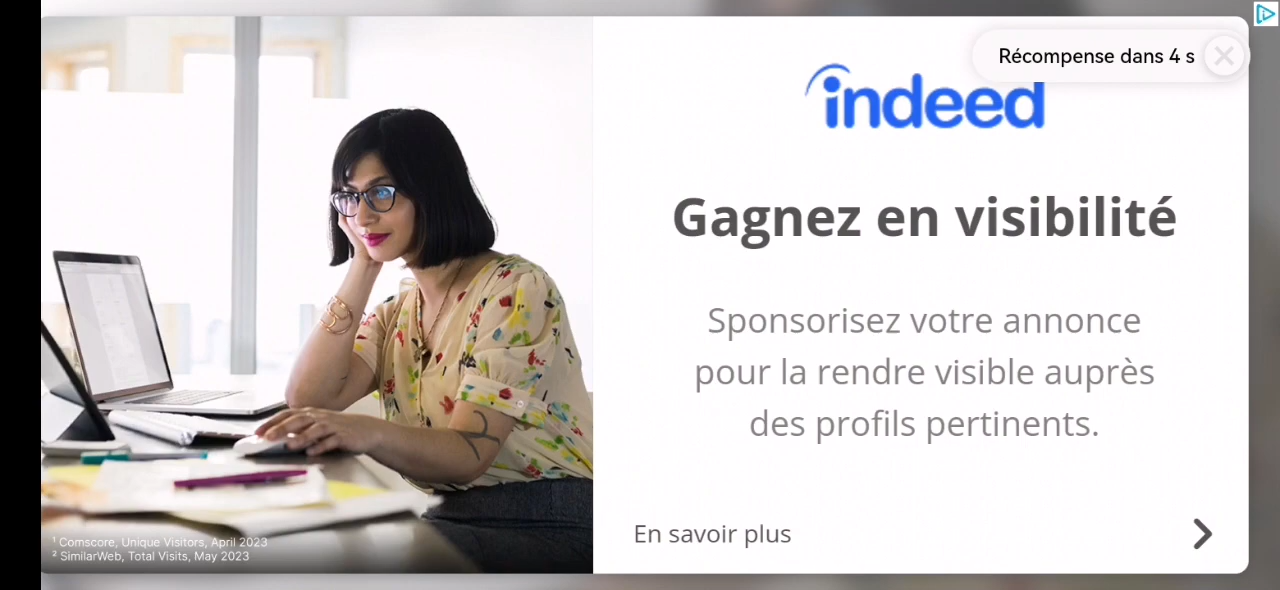 Récompense dans 4 s
indeed
Gagnez en visibilité
Sponsorisez votre annonce
pour la rendre visible auprès
des profils pertinents.
En savoir plus
¹ Comscore, Unique Visitors, April 2023
² SimilarWeb, Total Visits, May 2023